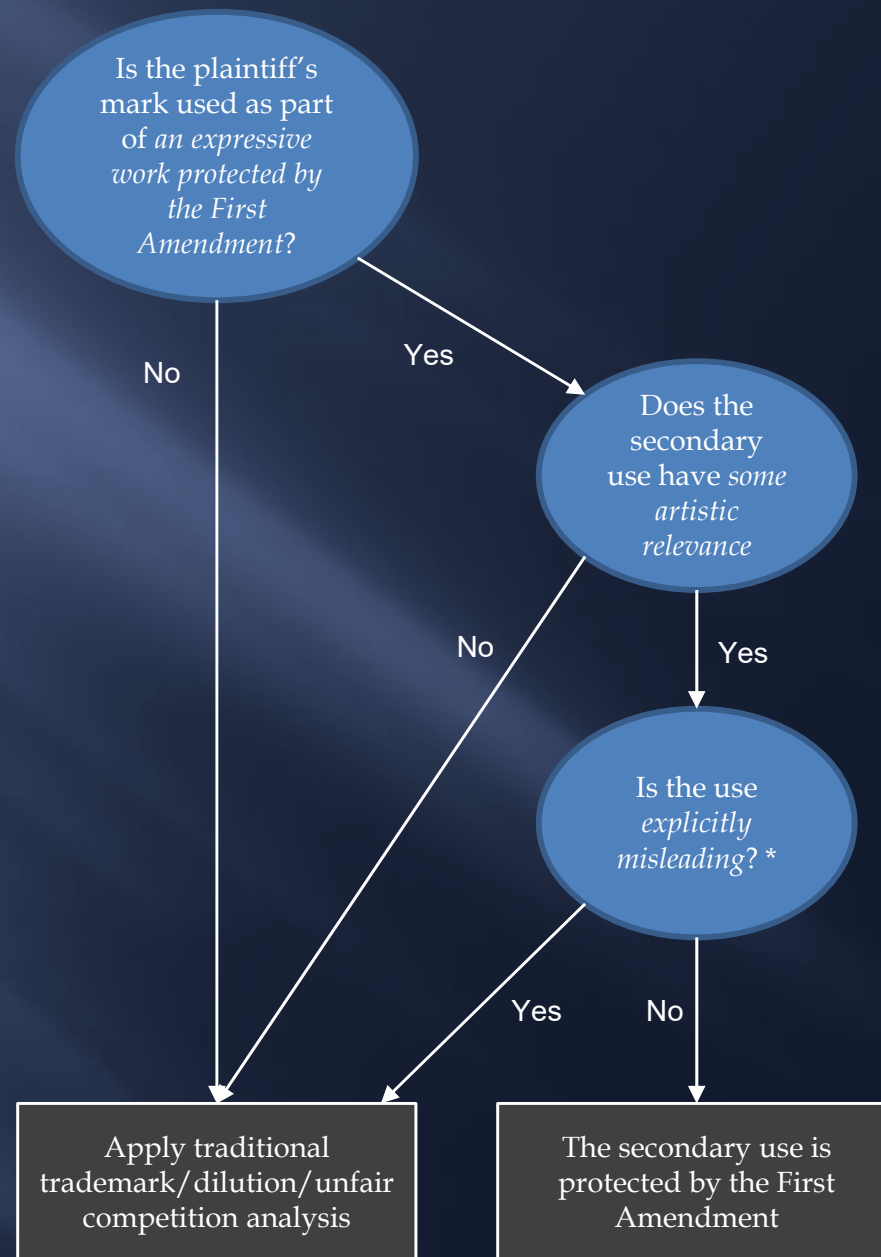 Is the plaintiff’s
mark used as part
of an expressive
work protected by
the First
Amendment?
No
Yes
Does the
secondary
use have some
artistic
relevance
No
Yes
Is the use
explicitly
misleading? *
Yes
No
Apply traditional
trademark/dilution/unfair
competition analysis
The secondary use is
protected by the First
Amendment